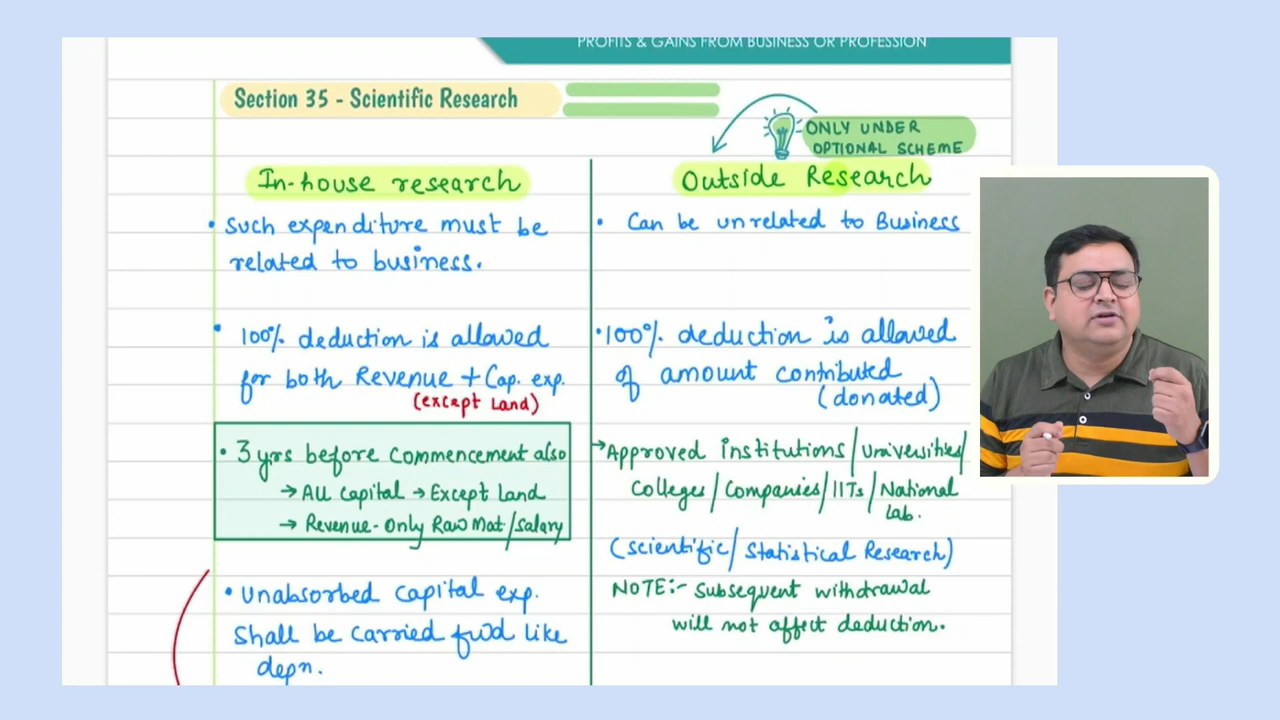 PROFITS & GAINS FROM BUSINESS OR PROFESSION
Section 35 - Scientific Research
ONLY UNDER
OPTIONAL SCHEME
In-house research
• Such expenditure must be
related to business.
• 100% deduction is allowed
for both Revenue + Cap. exp.
(except Land)
• 3 yrs before commencement also
→ All capital → Except Land
→ Revenue - Only Raw Mat/salary
• Unabsorbed capital exp.
shall be carried fwd like
depn.
Outside Research
• Can be unrelated to Business
• 100% deduction is allowed
of amount contributed
(donated)
→ Approved institutions/universities/
colleges/companies/IITs/National
Lab.
(scientific/statistical Research)
NOTE:- Subsequent withdrawal
will not affect deduction.